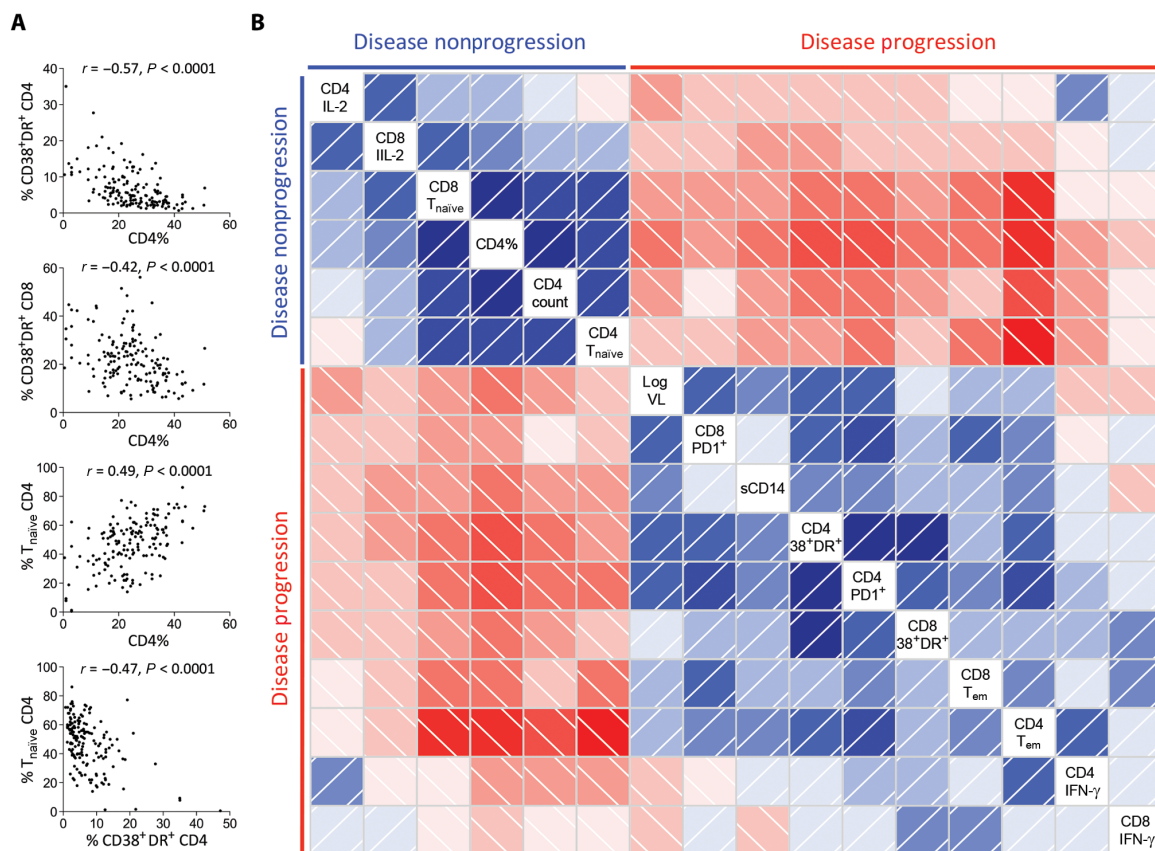 A
r = −0.57, P < 0.0001
% CD38⁺DR⁺ CD4
40
30
20
10
0
0 20 40 60
CD4%
r = −0.42, P < 0.0001
% CD38⁺DR⁺ CD8
60
40
20
0
0 20 40 60
CD4%
r = 0.49, P < 0.0001
% Tnaïve CD4
100
80
60
40
20
0
0 20 40 60
CD4%
r = −0.47, P < 0.0001
% Tnaïve CD4
100
80
60
40
20
0
0 10 20 30 40 50
% CD38⁺ DR⁺ CD4
B
Disease nonprogression
Disease progression
Disease nonprogression
Disease progression
CD4
IL-2
CD8
IIL-2
CD8
Tnaïve
CD4%
CD4
count
CD4
Tnaïve
Log
VL
CD8
PD1⁺
sCD14
CD4
38⁺DR⁺
CD4
PD1⁺
CD8
38⁺DR⁺
CD8
Tem
CD4
Tem
CD4
IFN-γ
CD8
IFN-γ